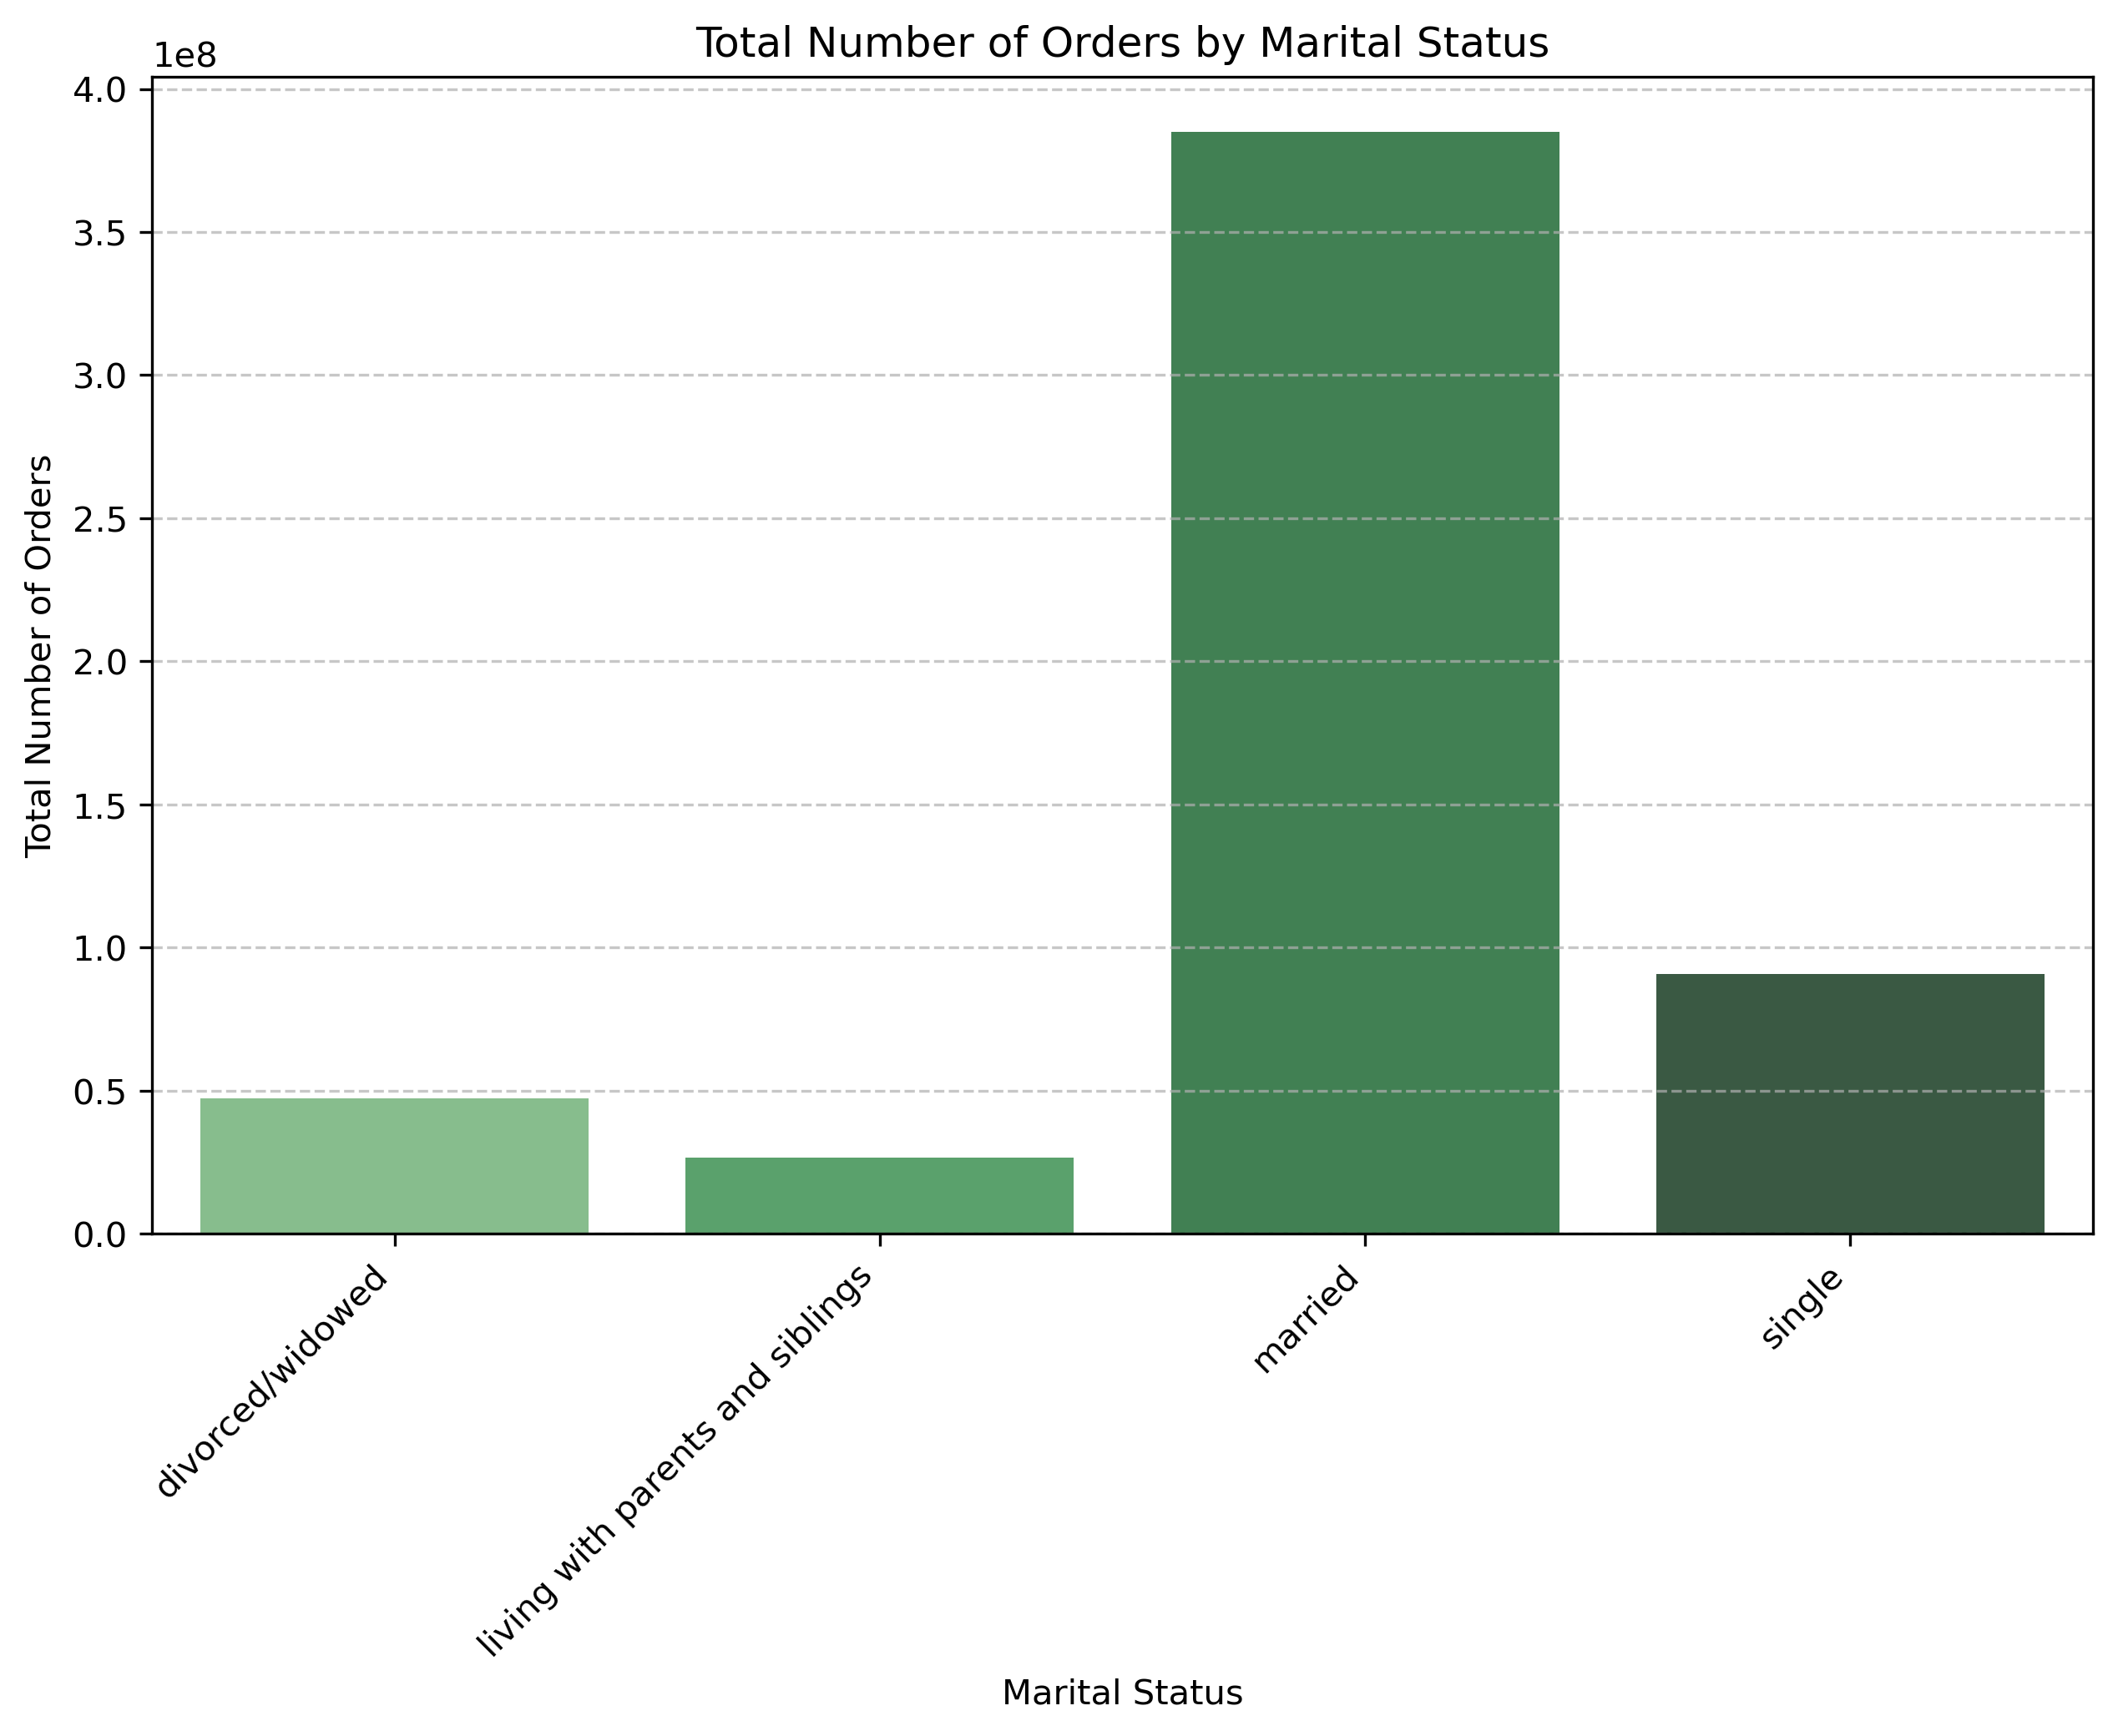 Total Number of Orders by Marital Status
1e8
4.0
3.5
3.0
2.5
2.0
1.5
1.0
0.5
0.0
Total Number of Orders
divorced/widowed
living with parents and siblings
married
single
Marital Status